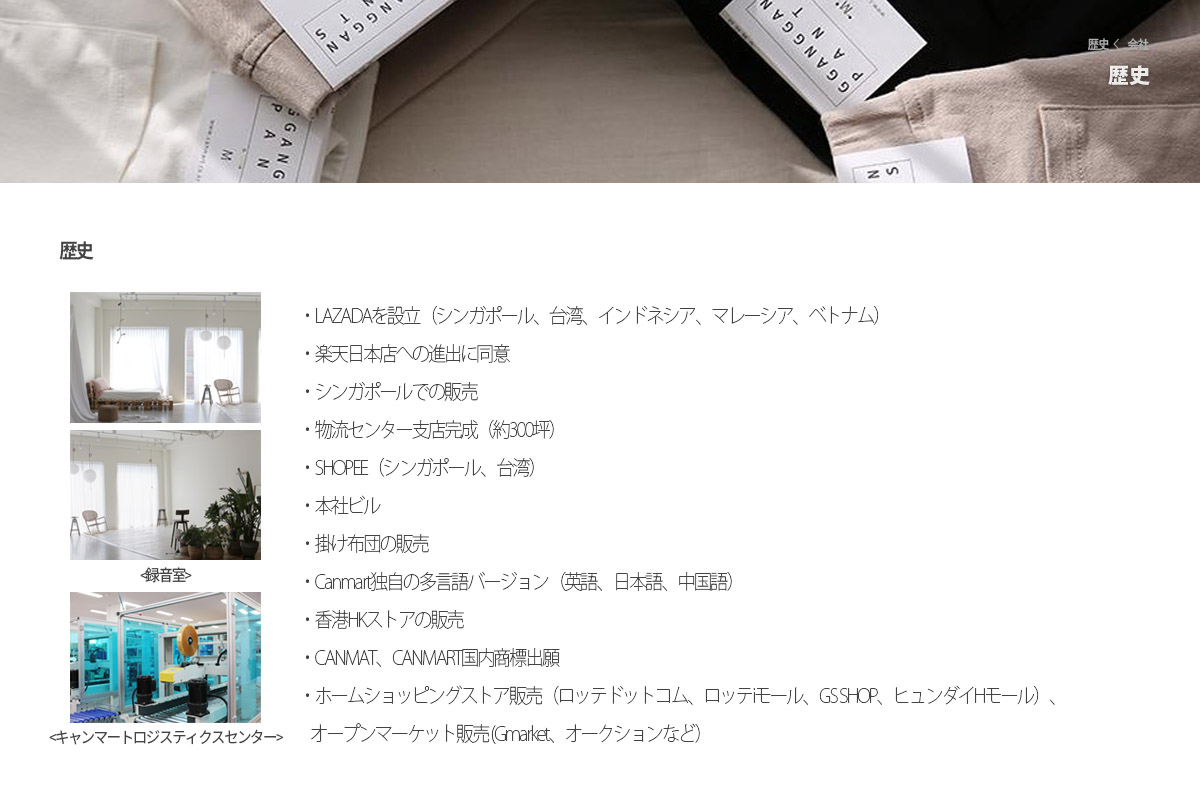 GGANGGAN
PANTS
GGANGGAN
PAN
GGANG
PAN
M
歴史く 会社
歴史
歴史
・LAZADAを設立（シンガポール、台湾、インドネシア、マレーシア、ベトナム）
・楽天日本店への進出に同意
・シンガポールでの販売
・物流センター支店完成（約300坪）
・SHOPEE（シンガポール、台湾）
・本社ビル
・掛け布団の販売
<録音室>
・Canmart独自の多言語バージョン（英語、日本語、中国語）
・香港HKストアの販売
・CANMAT、CANMART国内商標出願
・ホームショッピングストア販売（ロッテドットコム、ロッテiモール、GS SHOP、ヒュンダイHモール）、
オープンマーケット販売(Gmarket、オークションなど）
<キャンマートロジスティクスセンター>